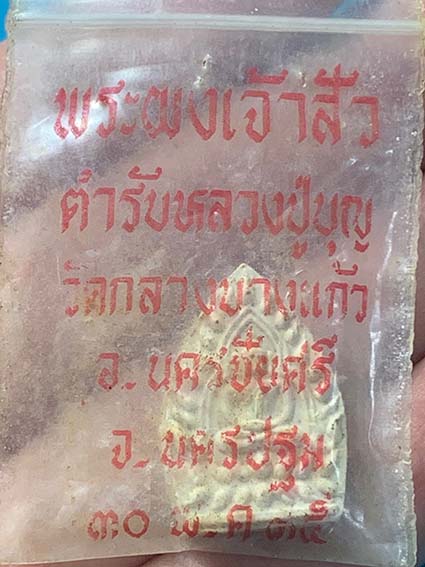 พระผงเจ้าสัว
ตำรับหลวงปู่บุญ
วัดกลางบางแก้ว
อ. นครชัยศรี
จ. นครปฐม
๓๐ พ.ค ๓๕